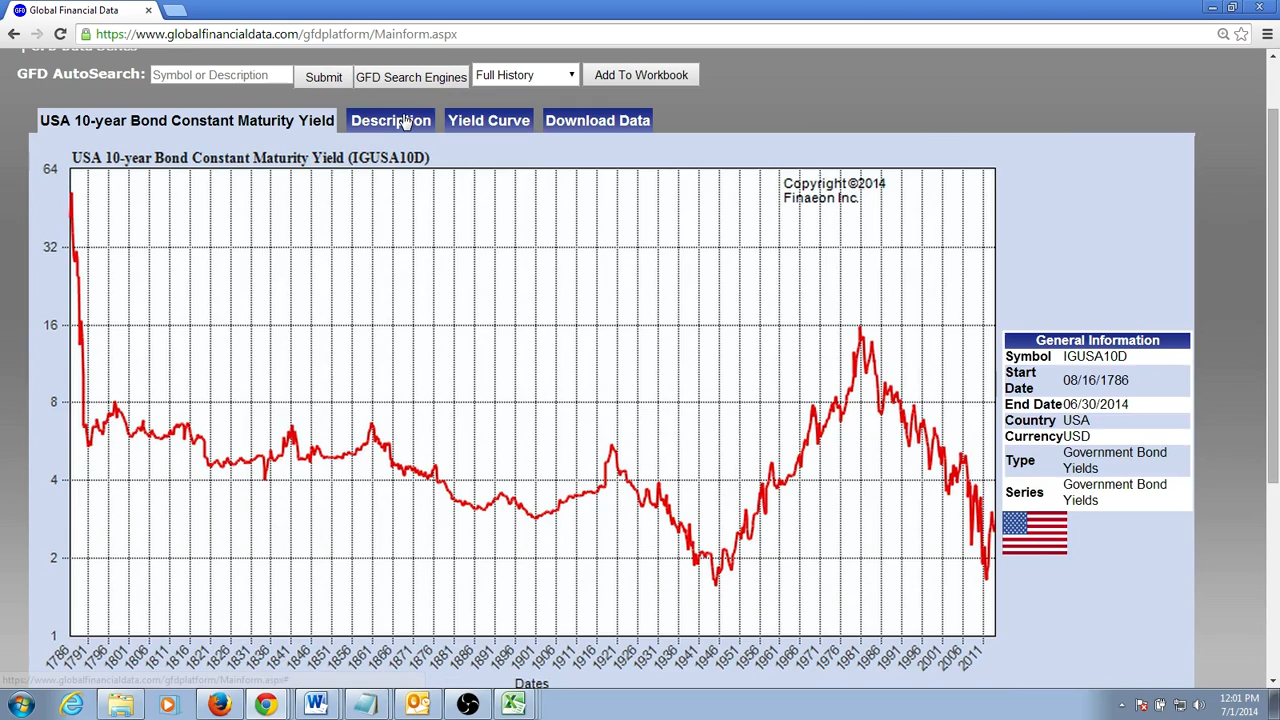 Global Financial Data
https://www.globalfinancialdata.com/gfdplatform/Mainform.aspx
GFD AutoSearch:
Symbol or Description
Submit
GFD Search Engines
Full History
Add To Workbook
USA 10-year Bond Constant Maturity Yield
Description
Yield Curve
Download Data
USA 10-year Bond Constant Maturity Yield (IGUSA10D)
Copyright©2014
Finaeon Inc.
64
32
16
8
4
2
1
1786 1791 1796 1801 1806 1811 1816 1821 1826 1831 1836 1841 1846 1851 1856 1861 1866 1871 1876 1881 1886 1891 1896 1901 1906 1911 1916 1921 1926 1931 1936 1941 1946 1951 1956 1961 1966 1971 1976 1981 1986 1991 1996 2001 2006 2011
Dates
General Information
Symbol IGUSA10D
Start
Date 08/16/1786
End Date 06/30/2014
Country USA
Currency USD
Type Government Bond
Yields
Series Government Bond
Yields
https://www.globalfinancialdata.com/gfdplatform/Mainform.aspx#
12:01 PM
7/1/2014